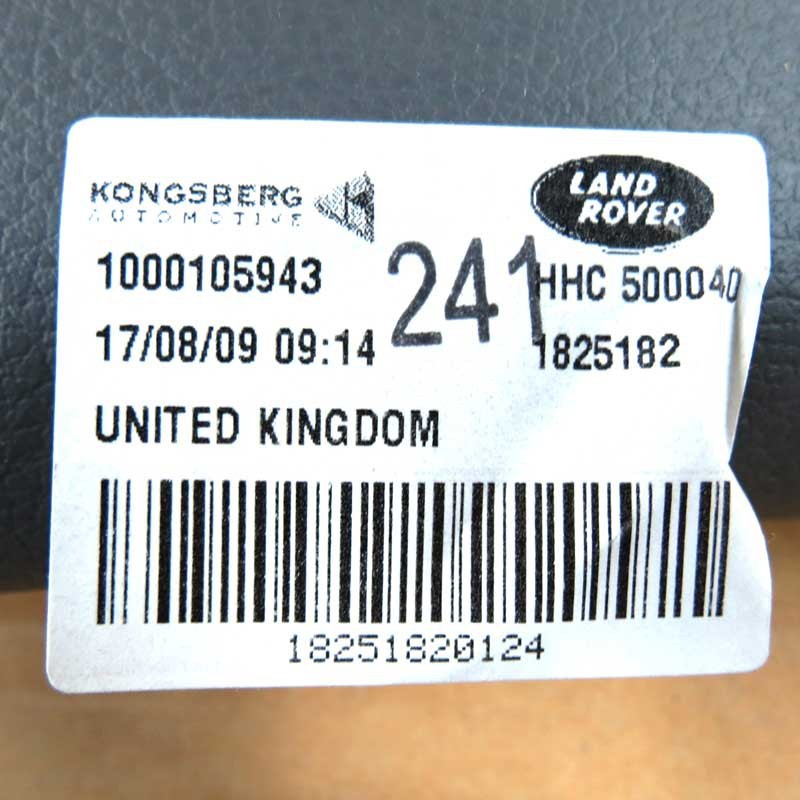 KONGSBERG
AUTOMOTIVE
LAND
ROVER
1000105943
241
HHC 500040
17/08/09 09:14
1825182
UNITED KINGDOM
18251820124